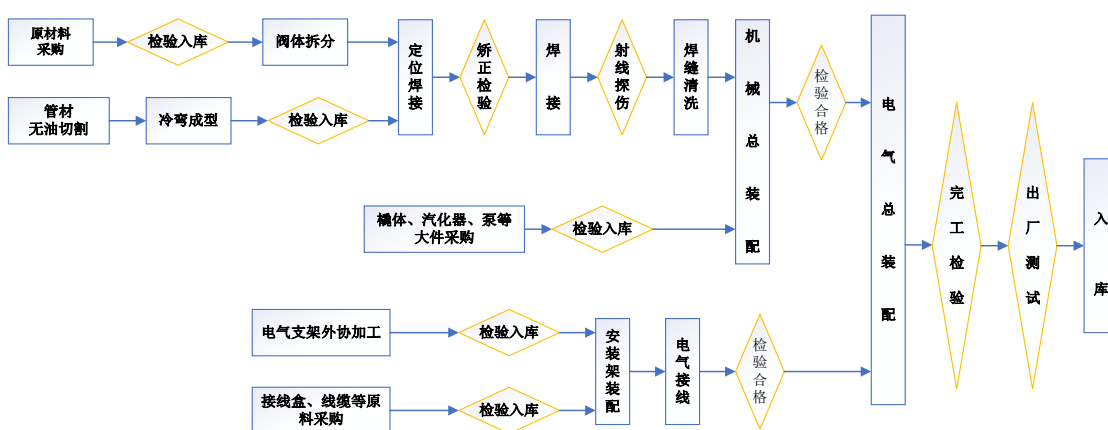 原材料
采购
检验入库
阀体拆分
定位焊接
矫正检验
焊接
射线探伤
焊缝清洗
机械总装配
检验合格
电气总装配
管材
无油切割
冷弯成型
检验入库
完工检验
出厂测试
入库
橇体、汽化器、泵等
大件采购
检验入库
电气支架外协加工
检验入库
安装架装配
电气接线
检验合格
接线盒、线缆等原
料采购
检验入库